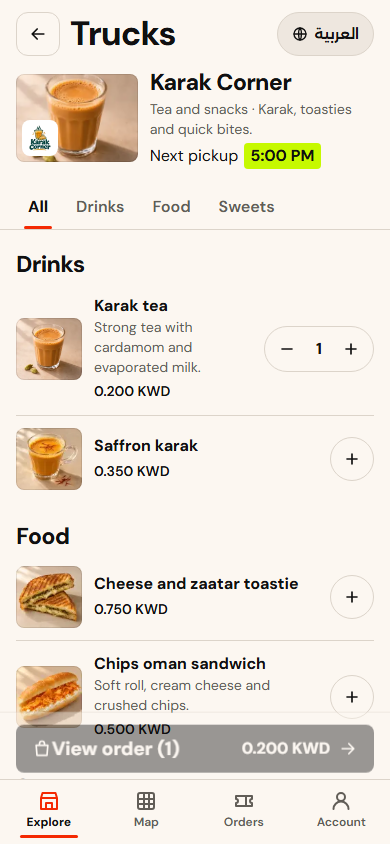 Trucks
العربية
Karak Corner
Karak Corner
Tea and snacks · Karak, toasties
and quick bites.
Next pickup 5:00 PM
All Drinks Food Sweets
Drinks
Karak tea
Strong tea with
cardamom and
evaporated milk.
0.200 KWD
1
Saffron karak
0.350 KWD
Food
Cheese and zaatar toastie
0.750 KWD
Chips oman sandwich
Soft roll, cream cheese and
crushed chips.
0.500 KWD
View order (1) 0.200 KWD
Explore Map Orders Account